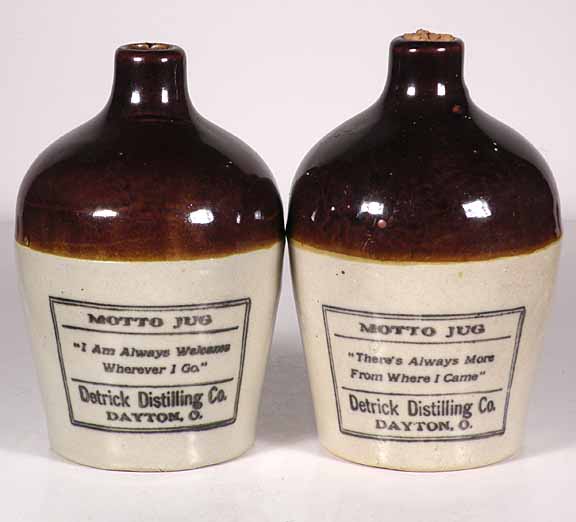 MOTTO JUG
"I Am Always Welcome
Wherever I Go."
Detrick Distilling Co.
DAYTON, O.
MOTTO JUG
"There's Always More
From Where I Came"
Detrick Distilling Co.
DAYTON, O.